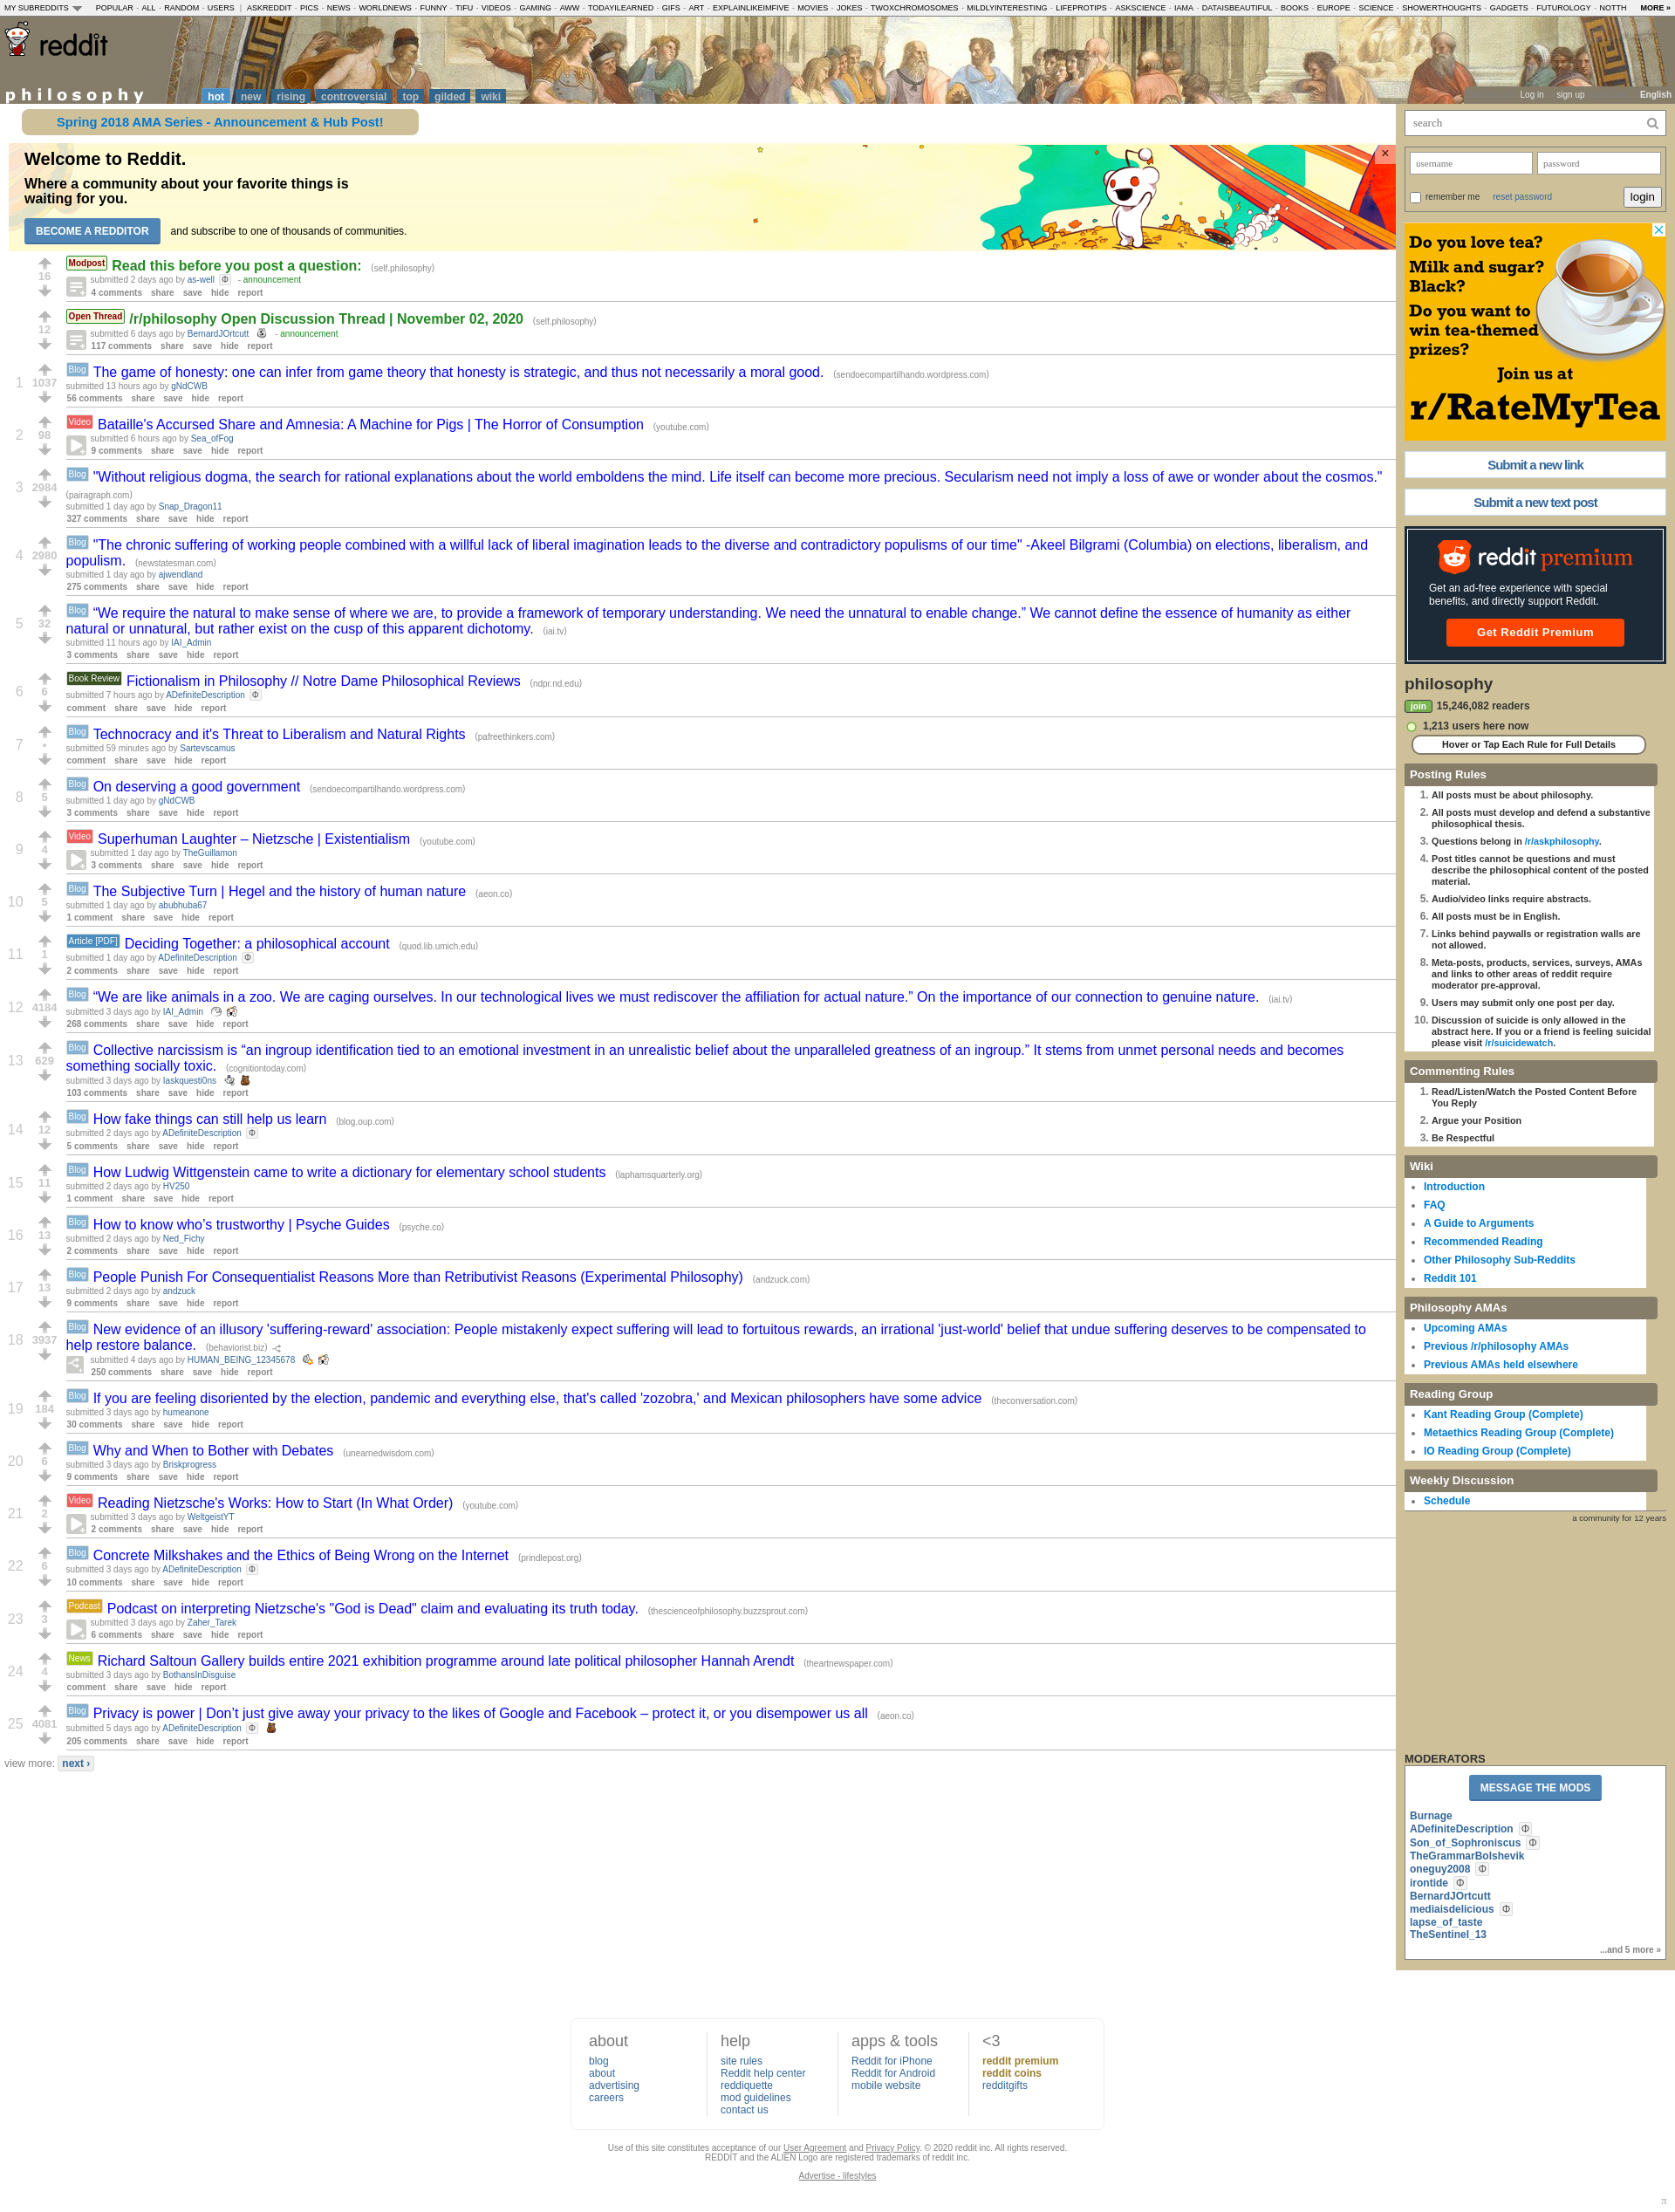 MY SUBREDDITS POPULAR - ALL - RANDOM - USERS | ASKREDDIT - PICS - NEWS - WORLDNEWS - FUNNY - TIFU - VIDEOS - GAMING - AWW - TODAYILEARNED - GIFS - ART - EXPLAINLIKEIMFIVE - MOVIES - JOKES - TWOXCHROMOSOMES - MILDLYINTERESTING - LIFEPROTIPS - ASKSCIENCE - IAMA - DATAISBEAUTIFUL - BOOKS - EUROPE - SCIENCE - SHOWERTHOUGHTS - GADGETS - FUTUROLOGY - NOTTH MORE »
reddit
philosophy hot new rising controversial top gilded wiki
Log in sign up English
Spring 2018 AMA Series - Announcement & Hub Post!
Welcome to Reddit.
Where a community about your favorite things is
waiting for you.
BECOME A REDDITOR and subscribe to one of thousands of communities.
×
16
Modpost Read this before you post a question: (self.philosophy)
submitted 2 days ago by as-well Φ - announcement
4 comments share save hide report
12
Open Thread /r/philosophy Open Discussion Thread | November 02, 2020 (self.philosophy)
submitted 6 days ago by BernardJOrtcutt - announcement
117 comments share save hide report
1 1037
Blog The game of honesty: one can infer from game theory that honesty is strategic, and thus not necessarily a moral good. (sendoecompartilhando.wordpress.com)
submitted 13 hours ago by gNdCWB
56 comments share save hide report
2 98
Video Bataille's Accursed Share and Amnesia: A Machine for Pigs | The Horror of Consumption (youtube.com)
submitted 6 hours ago by Sea_ofFog
9 comments share save hide report
3 2984
Blog "Without religious dogma, the search for rational explanations about the world emboldens the mind. Life itself can become more precious. Secularism need not imply a loss of awe or wonder about the cosmos."
(pairagraph.com)
submitted 1 day ago by Snap_Dragon11
327 comments share save hide report
4 2980
Blog "The chronic suffering of working people combined with a willful lack of liberal imagination leads to the diverse and contradictory populisms of our time" -Akeel Bilgrami (Columbia) on elections, liberalism, and
populism. (newstatesman.com)
submitted 1 day ago by ajwendland
275 comments share save hide report
5 32
Blog “We require the natural to make sense of where we are, to provide a framework of temporary understanding. We need the unnatural to enable change.” We cannot define the essence of humanity as either
natural or unnatural, but rather exist on the cusp of this apparent dichotomy. (iai.tv)
submitted 11 hours ago by IAI_Admin
3 comments share save hide report
6 6
Book Review Fictionalism in Philosophy // Notre Dame Philosophical Reviews (ndpr.nd.edu)
submitted 7 hours ago by ADefiniteDescription Φ
comment share save hide report
7 •
Blog Technocracy and it's Threat to Liberalism and Natural Rights (pafreethinkers.com)
submitted 59 minutes ago by Sartevscamus
comment share save hide report
8 5
Blog On deserving a good government (sendoecompartilhando.wordpress.com)
submitted 1 day ago by gNdCWB
3 comments share save hide report
9 4
Video Superhuman Laughter – Nietzsche | Existentialism (youtube.com)
submitted 1 day ago by TheGuillamon
3 comments share save hide report
10 5
Blog The Subjective Turn | Hegel and the history of human nature (aeon.co)
submitted 1 day ago by abubhuba67
1 comment share save hide report
11 1
Article [PDF] Deciding Together: a philosophical account (quod.lib.umich.edu)
submitted 1 day ago by ADefiniteDescription Φ
2 comments share save hide report
12 4184
Blog “We are like animals in a zoo. We are caging ourselves. In our technological lives we must rediscover the affiliation for actual nature.” On the importance of our connection to genuine nature. (iai.tv)
submitted 3 days ago by IAI_Admin
268 comments share save hide report
13 629
Blog Collective narcissism is “an ingroup identification tied to an emotional investment in an unrealistic belief about the unparalleled greatness of an ingroup.” It stems from unmet personal needs and becomes
something socially toxic. (cognitiontoday.com)
submitted 3 days ago by Iaskquesti0ns
103 comments share save hide report
14 12
Blog How fake things can still help us learn (blog.oup.com)
submitted 2 days ago by ADefiniteDescription Φ
5 comments share save hide report
15 11
Blog How Ludwig Wittgenstein came to write a dictionary for elementary school students (laphamsquarterly.org)
submitted 2 days ago by HV250
1 comment share save hide report
16 13
Blog How to know who’s trustworthy | Psyche Guides (psyche.co)
submitted 2 days ago by Ned_Fichy
2 comments share save hide report
17 13
Blog People Punish For Consequentialist Reasons More than Retributivist Reasons (Experimental Philosophy) (andzuck.com)
submitted 2 days ago by andzuck
9 comments share save hide report
18 3937
Blog New evidence of an illusory 'suffering-reward' association: People mistakenly expect suffering will lead to fortuitous rewards, an irrational 'just-world' belief that undue suffering deserves to be compensated to
help restore balance. (behaviorist.biz)
submitted 4 days ago by HUMAN_BEING_12345678
250 comments share save hide report
19 184
Blog If you are feeling disoriented by the election, pandemic and everything else, that's called 'zozobra,' and Mexican philosophers have some advice (theconversation.com)
submitted 3 days ago by humeanone
30 comments share save hide report
20 6
Blog Why and When to Bother with Debates (unearnedwisdom.com)
submitted 3 days ago by Briskprogress
9 comments share save hide report
21 2
Video Reading Nietzsche's Works: How to Start (In What Order) (youtube.com)
submitted 3 days ago by WeltgeistYT
2 comments share save hide report
22 6
Blog Concrete Milkshakes and the Ethics of Being Wrong on the Internet (prindlepost.org)
submitted 3 days ago by ADefiniteDescription Φ
10 comments share save hide report
23 3
Podcast Podcast on interpreting Nietzsche's "God is Dead" claim and evaluating its truth today. (thescienceofphilosophy.buzzsprout.com)
submitted 3 days ago by Zaher_Tarek
6 comments share save hide report
24 4
News Richard Saltoun Gallery builds entire 2021 exhibition programme around late political philosopher Hannah Arendt (theartnewspaper.com)
submitted 3 days ago by BothansInDisguise
comment share save hide report
25 4081
Blog Privacy is power | Don’t just give away your privacy to the likes of Google and Facebook – protect it, or you disempower us all (aeon.co)
submitted 5 days ago by ADefiniteDescription Φ
205 comments share save hide report
view more: next ›
search
username password
remember me reset password login
Do you love tea?
Milk and sugar?
Black?
Do you want to
win tea-themed
prizes?
Join us at
r/RateMyTea
Submit a new link
Submit a new text post
reddit premium
Get an ad-free experience with special
benefits, and directly support Reddit.
Get Reddit Premium
philosophy
join 15,246,082 readers
1,213 users here now
Hover or Tap Each Rule for Full Details
Posting Rules
1. All posts must be about philosophy.
2. All posts must develop and defend a substantive
philosophical thesis.
3. Questions belong in /r/askphilosophy.
4. Post titles cannot be questions and must
describe the philosophical content of the posted
material.
5. Audio/video links require abstracts.
6. All posts must be in English.
7. Links behind paywalls or registration walls are
not allowed.
8. Meta-posts, products, services, surveys, AMAs
and links to other areas of reddit require
moderator pre-approval.
9. Users may submit only one post per day.
10. Discussion of suicide is only allowed in the
abstract here. If you or a friend is feeling suicidal
please visit /r/suicidewatch.
Commenting Rules
1. Read/Listen/Watch the Posted Content Before
You Reply
2. Argue your Position
3. Be Respectful
Wiki
• Introduction
• FAQ
• A Guide to Arguments
• Recommended Reading
• Other Philosophy Sub-Reddits
• Reddit 101
Philosophy AMAs
• Upcoming AMAs
• Previous /r/philosophy AMAs
• Previous AMAs held elsewhere
Reading Group
• Kant Reading Group (Complete)
• Metaethics Reading Group (Complete)
• IO Reading Group (Complete)
Weekly Discussion
• Schedule
a community for 12 years
MODERATORS
MESSAGE THE MODS
Burnage
ADefiniteDescription Φ
Son_of_Sophroniscus Φ
TheGrammarBolshevik
oneguy2008 Φ
irontide Φ
BernardJOrtcutt
mediaisdelicious Φ
lapse_of_taste
TheSentinel_13
...and 5 more »
about
blog
about
advertising
careers
help
site rules
Reddit help center
reddiquette
mod guidelines
contact us
apps & tools
Reddit for iPhone
Reddit for Android
mobile website
<3
reddit premium
reddit coins
redditgifts
Use of this site constitutes acceptance of our User Agreement and Privacy Policy. © 2020 reddit inc. All rights reserved.
REDDIT and the ALIEN Logo are registered trademarks of reddit inc.
Advertise - lifestyles
π